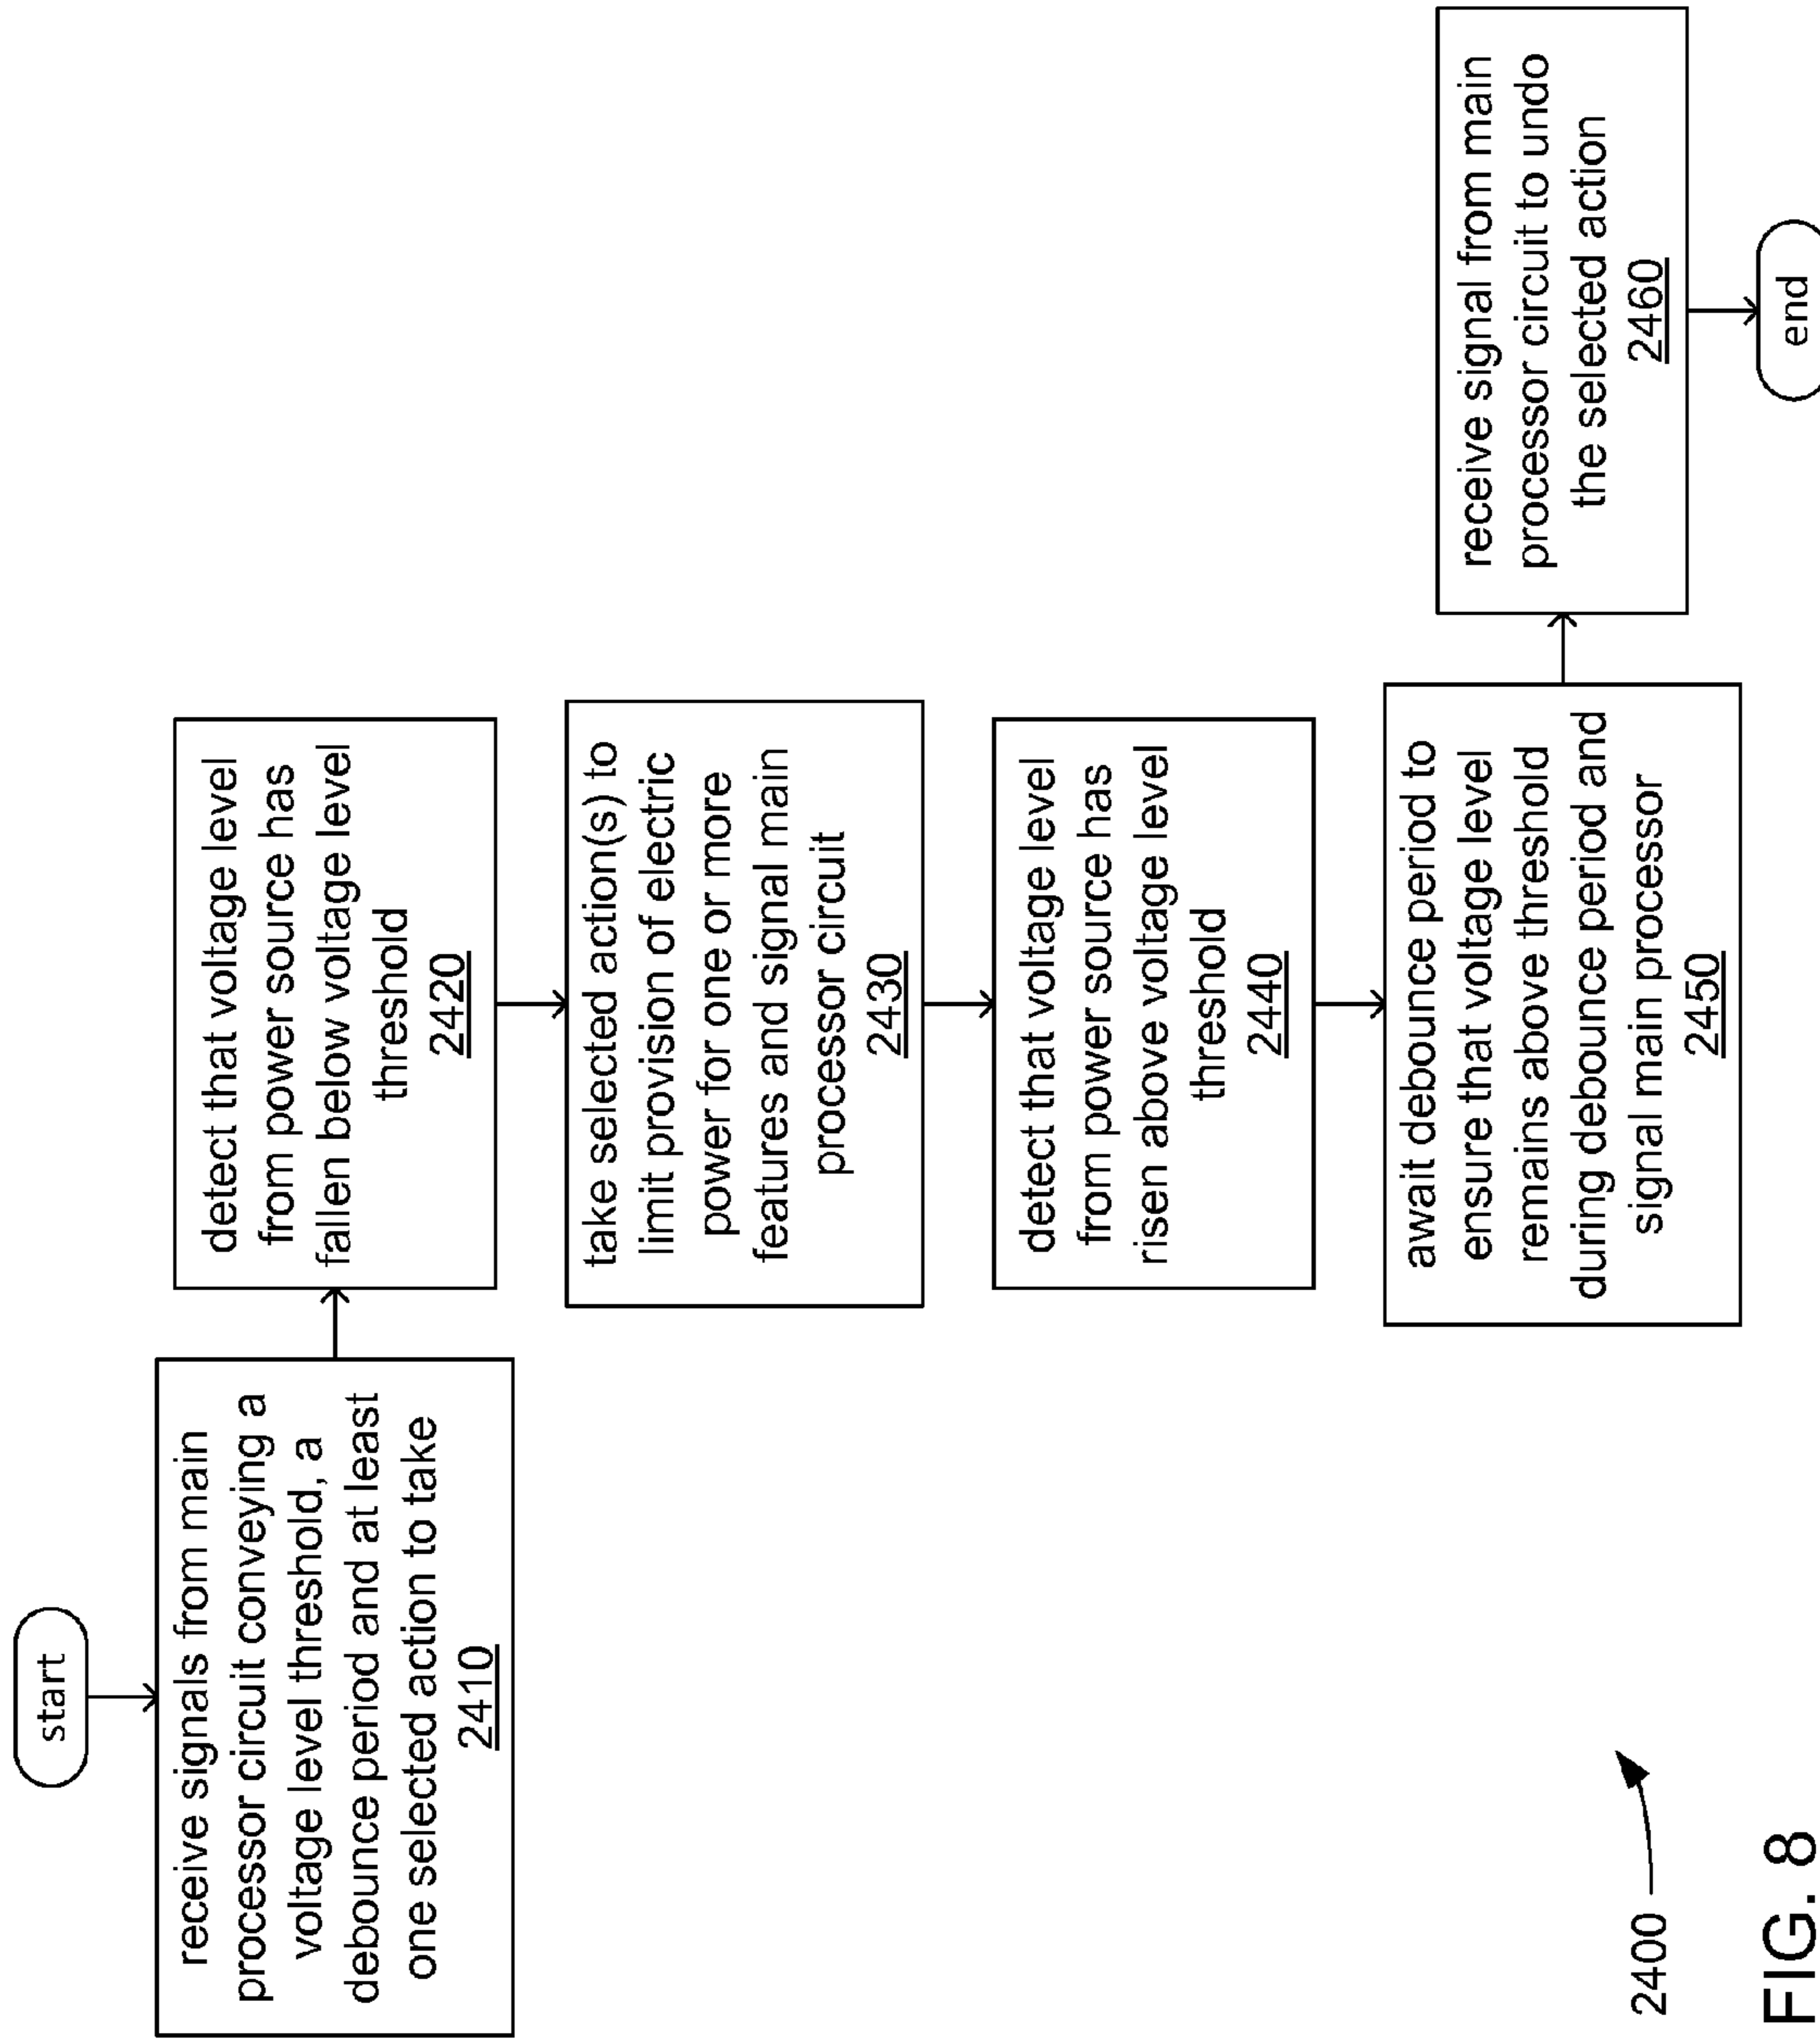 start
receive signals from main
processor circuit conveying a
voltage level threshold, a
debounce period and at least
one selected action to take
2410
detect that voltage level
from power source has
fallen below voltage level
threshold
2420
take selected action(s) to
limit provision of electric
power for one or more
features and signal main
processor circuit
2430
detect that voltage level
from power source has
risen above voltage level
threshold
2440
await debounce period to
ensure that voltage level
remains above threshold
during debounce period and
signal main processor
2450
receive signal from main
processor circuit to undo
the selected action
2460
end
2400
FIG. 8